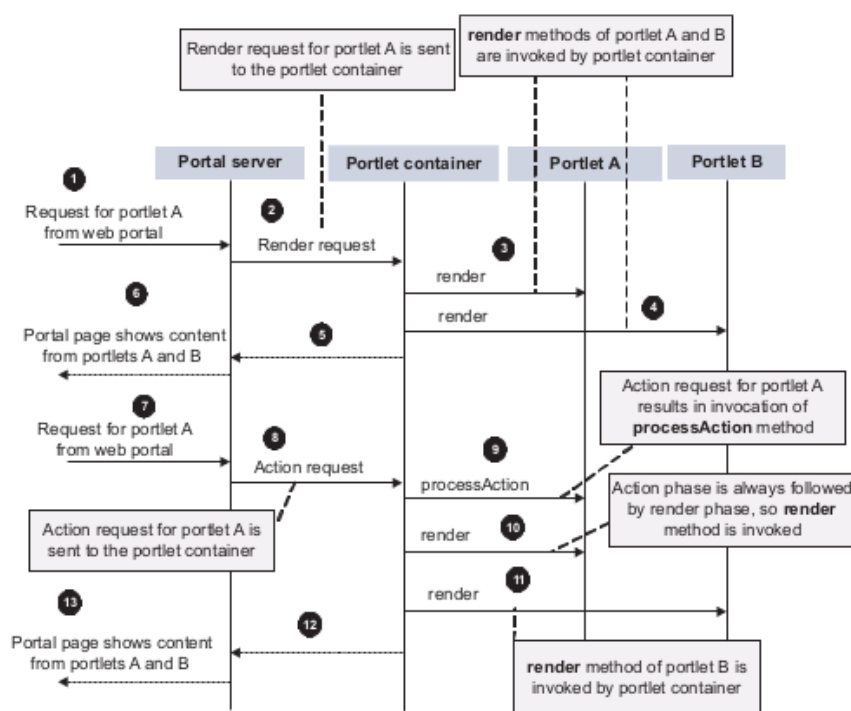 Render request for portlet A is sent
to the portlet container
render methods of portlet A and B
are invoked by portlet container
Portal server
Portlet container
Portlet A
Portlet B
1
Request for portlet A
from web portal
2
Render request
3
render
4
render
5
6
Portal page shows content
from portlets A and B
7
Request for portlet A
from web portal
8
Action request
Action request for portlet A
results in invocation of
processAction method
9
processAction
Action phase is always followed
by render phase, so render
method is invoked
Action request for portlet A is
sent to the portlet container
10
render
11
render
12
13
Portal page shows content
from portlets A and B
render method of portlet B is
invoked by portlet container